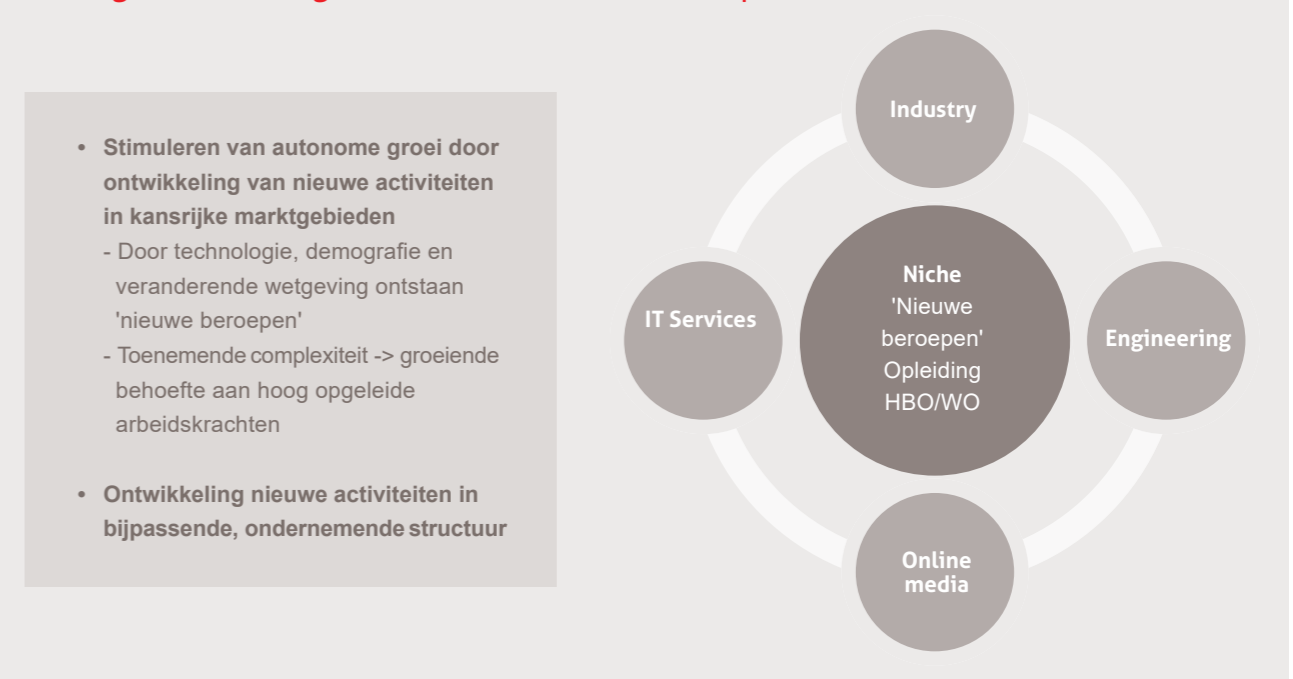 • Stimuleren van autonome groei door
ontwikkeling van nieuwe activiteiten
in kansrijke marktgebieden
- Door technologie, demografie en
veranderende wetgeving ontstaan
'nieuwe beroepen'
- Toenemende complexiteit -> groeiende
behoefte aan hoog opgeleide
arbeidskrachten
• Ontwikkeling nieuwe activiteiten in
bijpassende, ondernemende structuur
Industry
IT Services
Niche
'Nieuwe
beroepen'
Opleiding
HBO/WO
Engineering
Online
media